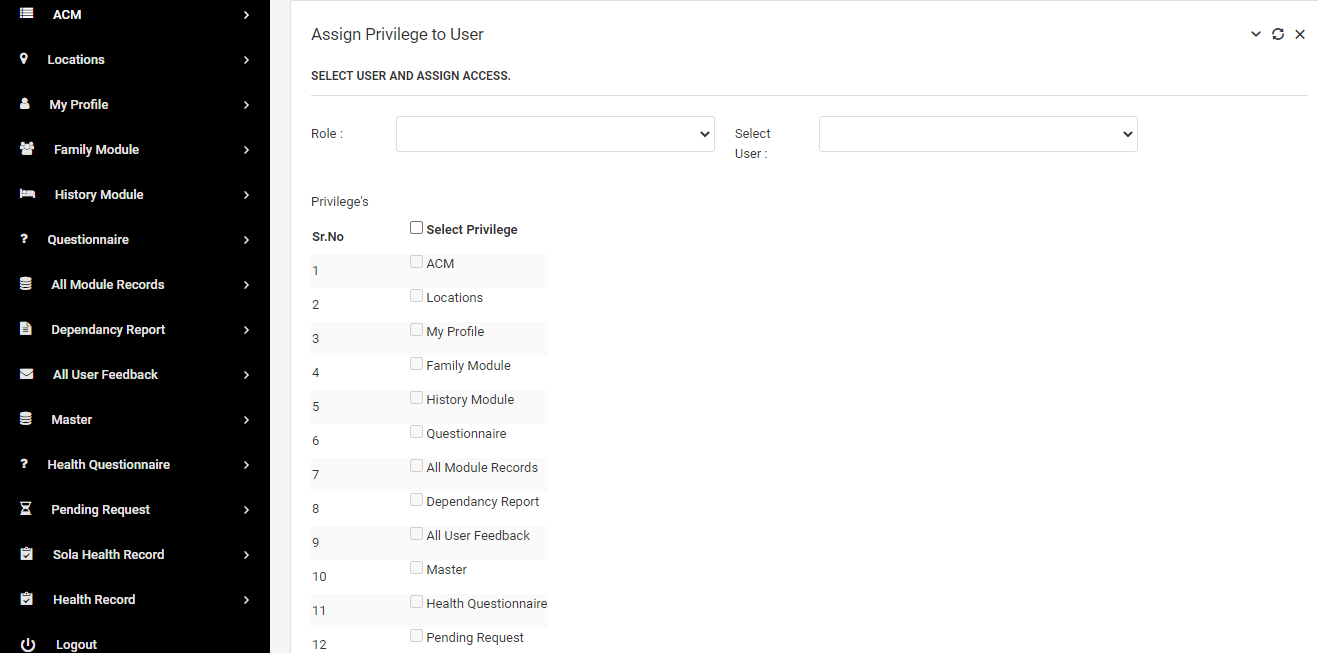 ACM
Locations
My Profile
Family Module
History Module
Questionnaire
All Module Records
Dependancy Report
All User Feedback
Master
Health Questionnaire
Pending Request
Sola Health Record
Health Record
Logout
Assign Privilege to User
SELECT USER AND ASSIGN ACCESS.
Role :
Select
User :
Privilege's
Sr.No Select Privilege
1 ACM
2 Locations
3 My Profile
4 Family Module
5 History Module
6 Questionnaire
7 All Module Records
8 Dependancy Report
9 All User Feedback
10 Master
11 Health Questionnaire
12 Pending Request